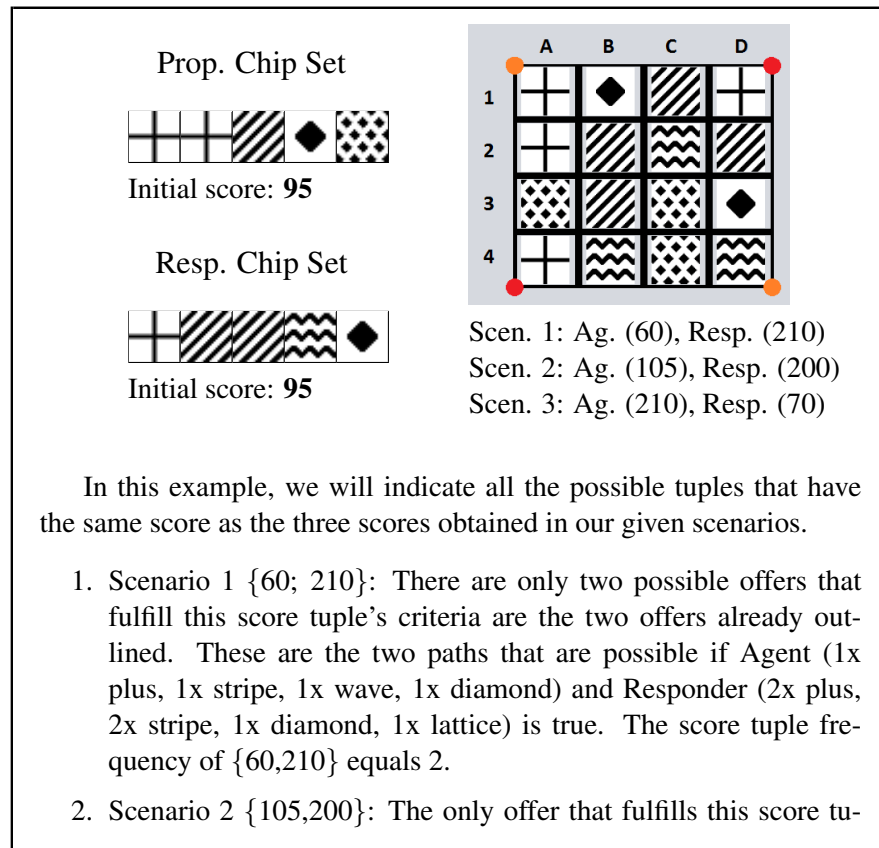 Prop. Chip Set
Initial score: 95
Resp. Chip Set
Initial score: 95
A B C D
1
2
3
4
Scen. 1: Ag. (60), Resp. (210)
Scen. 2: Ag. (105), Resp. (200)
Scen. 3: Ag. (210), Resp. (70)
In this example, we will indicate all the possible tuples that have
the same score as the three scores obtained in our given scenarios.
1. Scenario 1 {60; 210}: There are only two possible offers that
fulfill this score tuple's criteria are the two offers already out-
lined. These are the two paths that are possible if Agent (1x
plus, 1x stripe, 1x wave, 1x diamond) and Responder (2x plus,
2x stripe, 1x diamond, 1x lattice) is true. The score tuple fre-
quency of {60,210} equals 2.
2. Scenario 2 {105,200}: The only offer that fulfills this score tu-